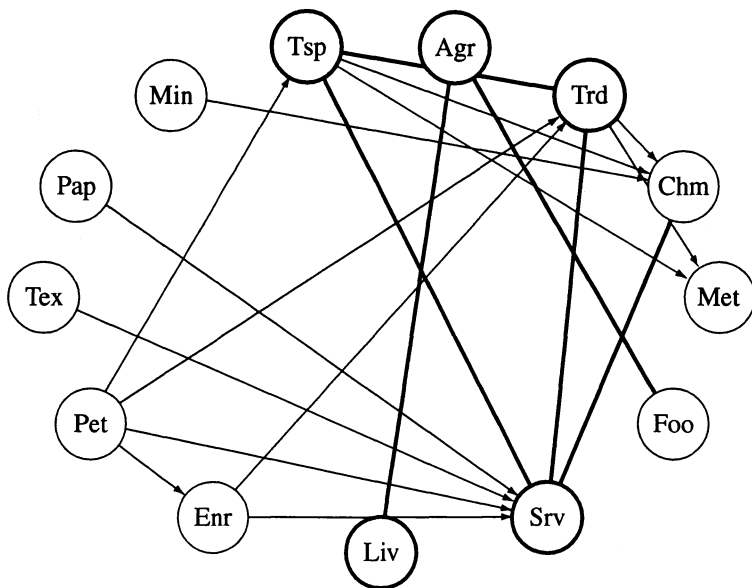 Tsp
Agr
Trd
Min
Chm
Pap
Met
Tex
Pet
Foo
Enr
Srv
Liv